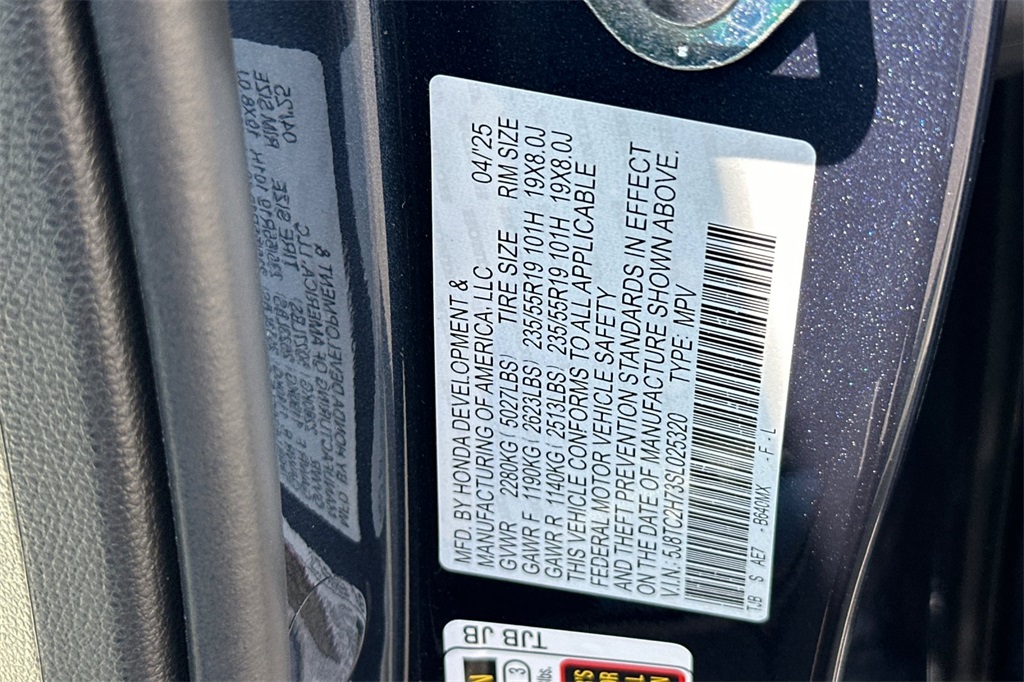 MFD. BY HONDA DEVELOPMENT &
MANUFACTURING OF AMERICA, LLC 04/'25
GVWR 2280KG( 5027LBS) TIRE SIZE RIM SIZE
GAWR F 1190KG( 2623LBS) 235/55R19 101H 19X8.0J
GAWR R 1140KG( 2513LBS) 235/55R19 101H 19X8.0J
THIS VEHICLE CONFORMS TO ALL APPLICABLE
FEDERAL MOTOR VEHICLE SAFETY
AND THEFT PREVENTION STANDARDS IN EFFECT
ON THE DATE OF MANUFACTURE SHOWN ABOVE.
V.I.N: 5J8TC2H73SL025320 TYPE: MPV
TJB S AE7 -B640MX -F -L
TJB JB
3
lbs.